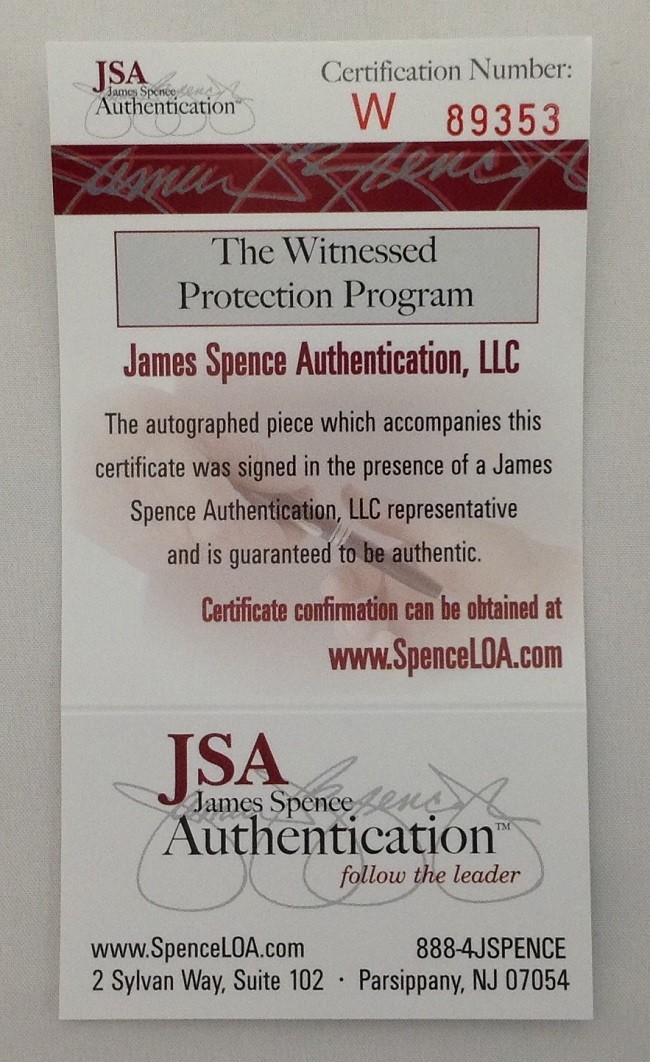 JSA
James Spence
Authentication™
Certification Number:
W 89353
James Spence
The Witnessed
Protection Program
James Spence Authentication, LLC
The autographed piece which accompanies this
certificate was signed in the presence of a James
Spence Authentication, LLC representative
and is guaranteed to be authentic.
Certificate confirmation can be obtained at
www.SpenceLOA.com
JSA
James Spence
Authentication™
follow the leader
www.SpenceLOA.com 888-4JSPENCE
2 Sylvan Way, Suite 102 · Parsippany, NJ 07054